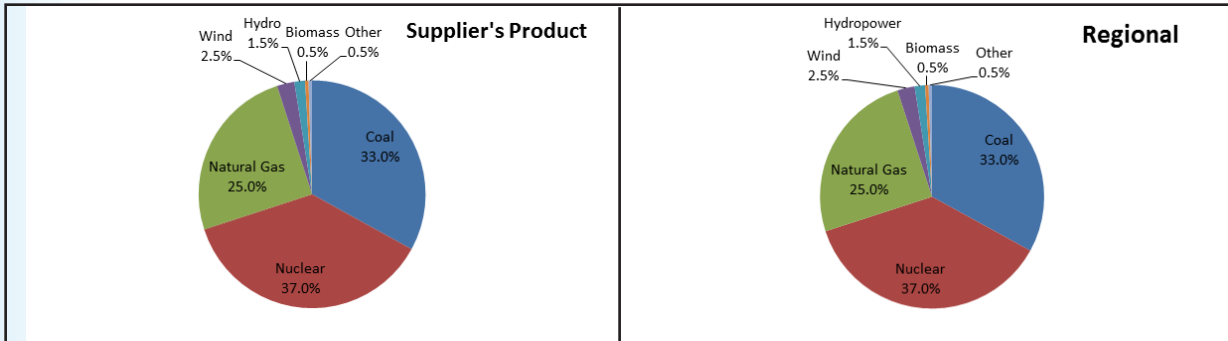 Supplier's Product
Wind
2.5%
Hydro
1.5%
Biomass
0.5%
Other
0.5%
Coal
33.0%
Natural Gas
25.0%
Nuclear
37.0%
Regional
Wind
2.5%
Hydropower
1.5%
Biomass
0.5%
Other
0.5%
Coal
33.0%
Natural Gas
25.0%
Nuclear
37.0%